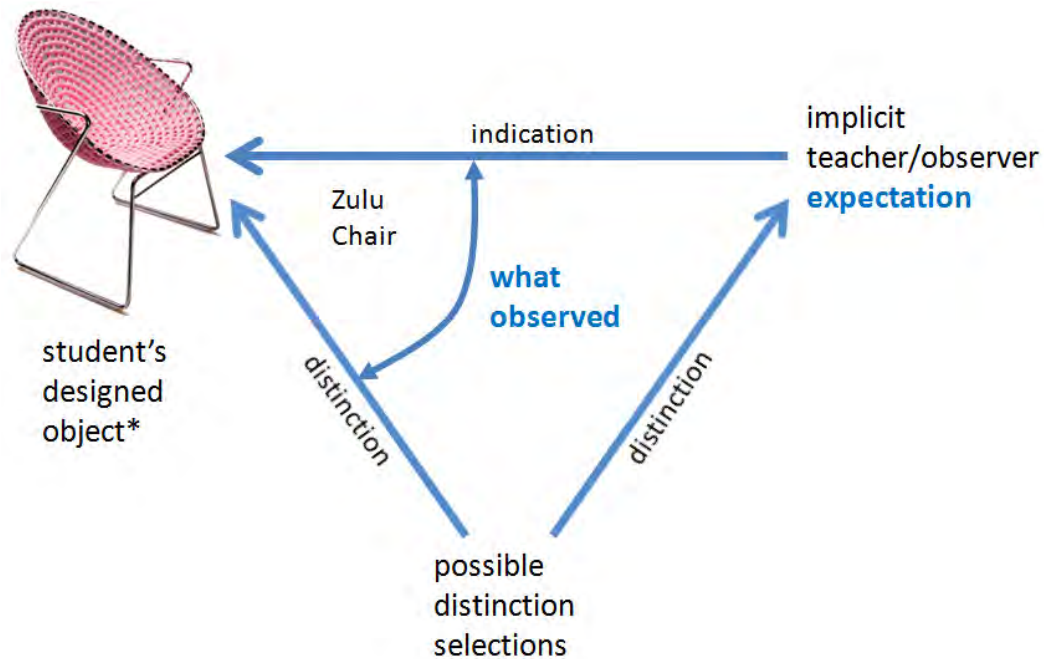 indication
implicit
teacher/observer
expectation
Zulu
Chair
what
observed
student's
designed
object*
distinction
distinction
possible
distinction
selections